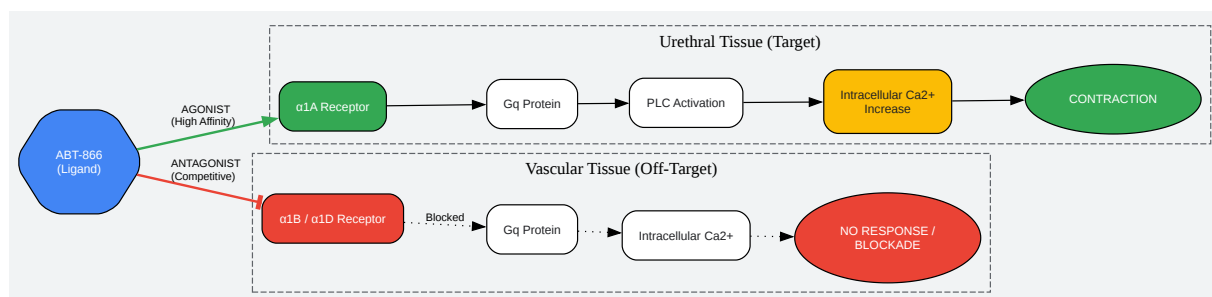 Urethral Tissue (Target)
ABT-866
(Ligand)
AGONIST
(High Affinity)
α1A Receptor
Gq Protein
PLC Activation
Intracellular Ca2+
Increase
CONTRACTION
ANTAGONIST
(Competitive)
Vascular Tissue (Off-Target)
α1B / α1D Receptor
Blocked
Gq Protein
Intracellular Ca2+
NO RESPONSE /
BLOCKADE